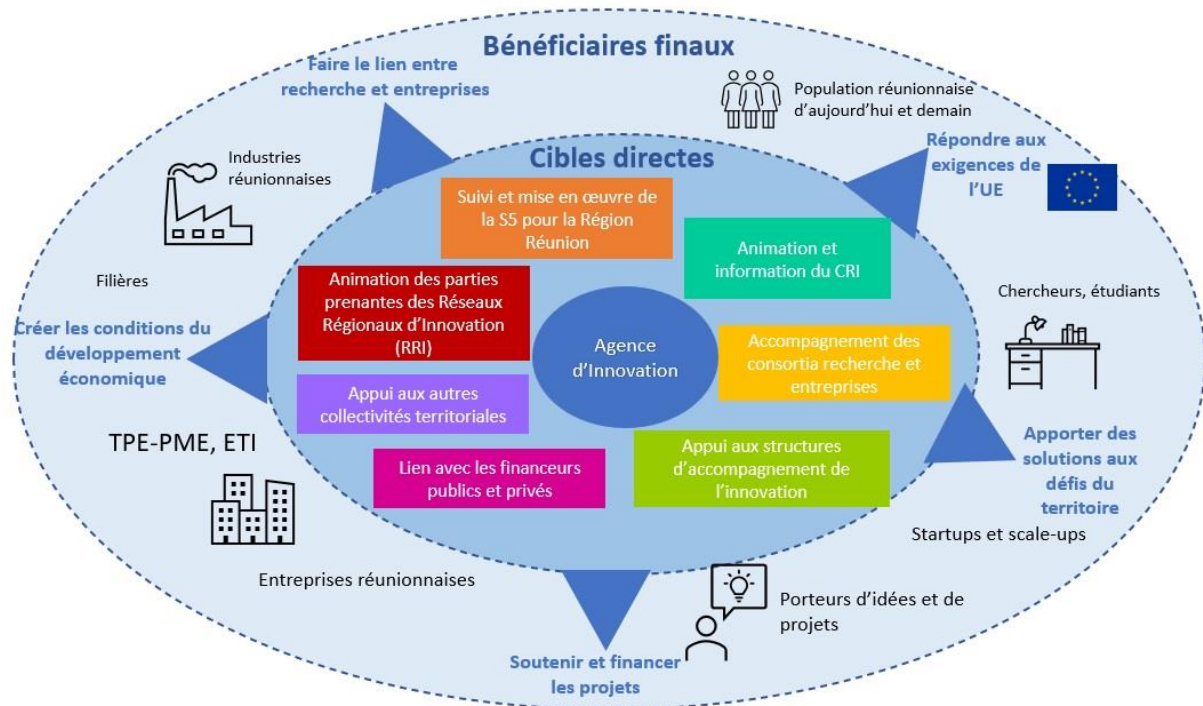 Bénéficiaires finaux
Faire le lien entre
recherche et entreprises
Population réunionnaise
d'aujourd'hui et demain
Répondre aux
exigences de
l'UE
Industries
réunionnaises
Cibles directes
Suivi et mise en œuvre de
la S5 pour la Région
Réunion
Animation et
information du CRI
Filières
Animation des parties
prenantes des Réseaux
Régionaux d'Innovation
(RRI)
Chercheurs, étudiants
Créer les conditions du
développement
économique
Agence
d'Innovation
Accompagnement des
consortia recherche et
entreprises
Appui aux autres
collectivités territoriales
TPE-PME, ETI
Lien avec les financeurs
publics et privés
Appui aux structures
d'accompagnement de
l'innovation
Apporter des
solutions aux
défis du
territoire
Startups et scale-ups
Entreprises réunionnaises
Porteurs d'idées et de
projets
Soutenir et financer
les projets